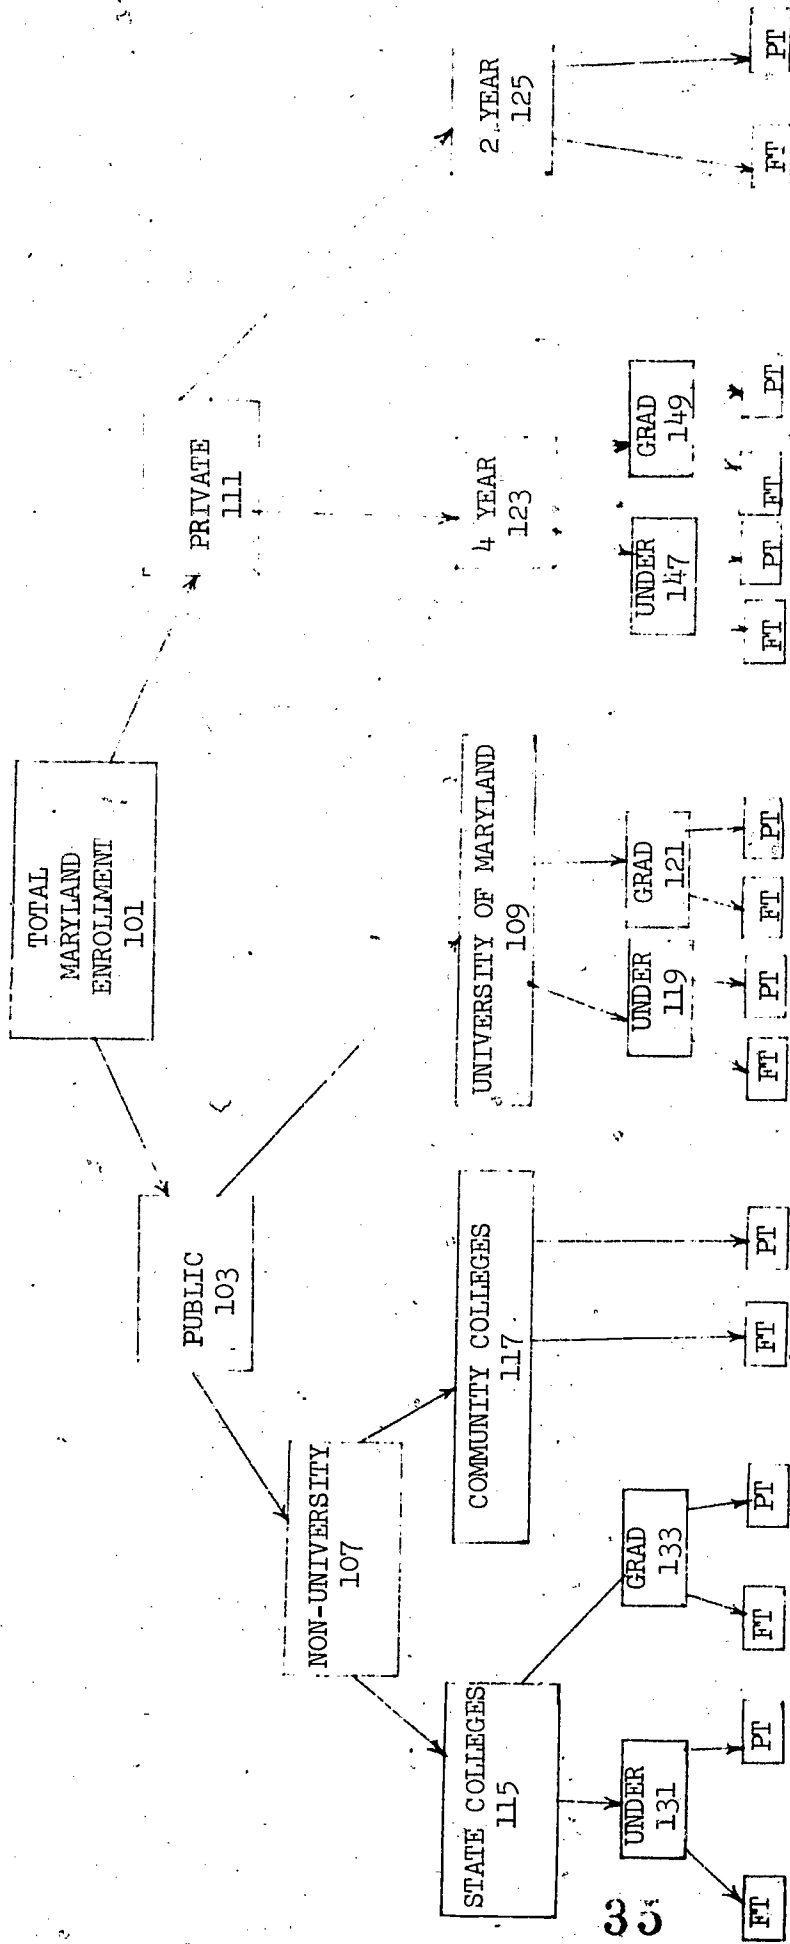 TOTAL
MARYLAND
ENROLLMENT
101
PUBLIC
103
PRIVATE
111
NON-UNIVERSITY
107
STATE COLLEGES
115
COMMUNITY COLLEGES
117
UNIVERSITY OF MARYLAND
109
4 YEAR
123
2 YEAR
125
UNDER
131
GRAD
133
UNDER
119
GRAD
121
UNDER
147
GRAD
149
FT
PT
FT
PT
FT
PT
FT
PT
FT
PT
FT
PT
FT
PT
FT
PT
33